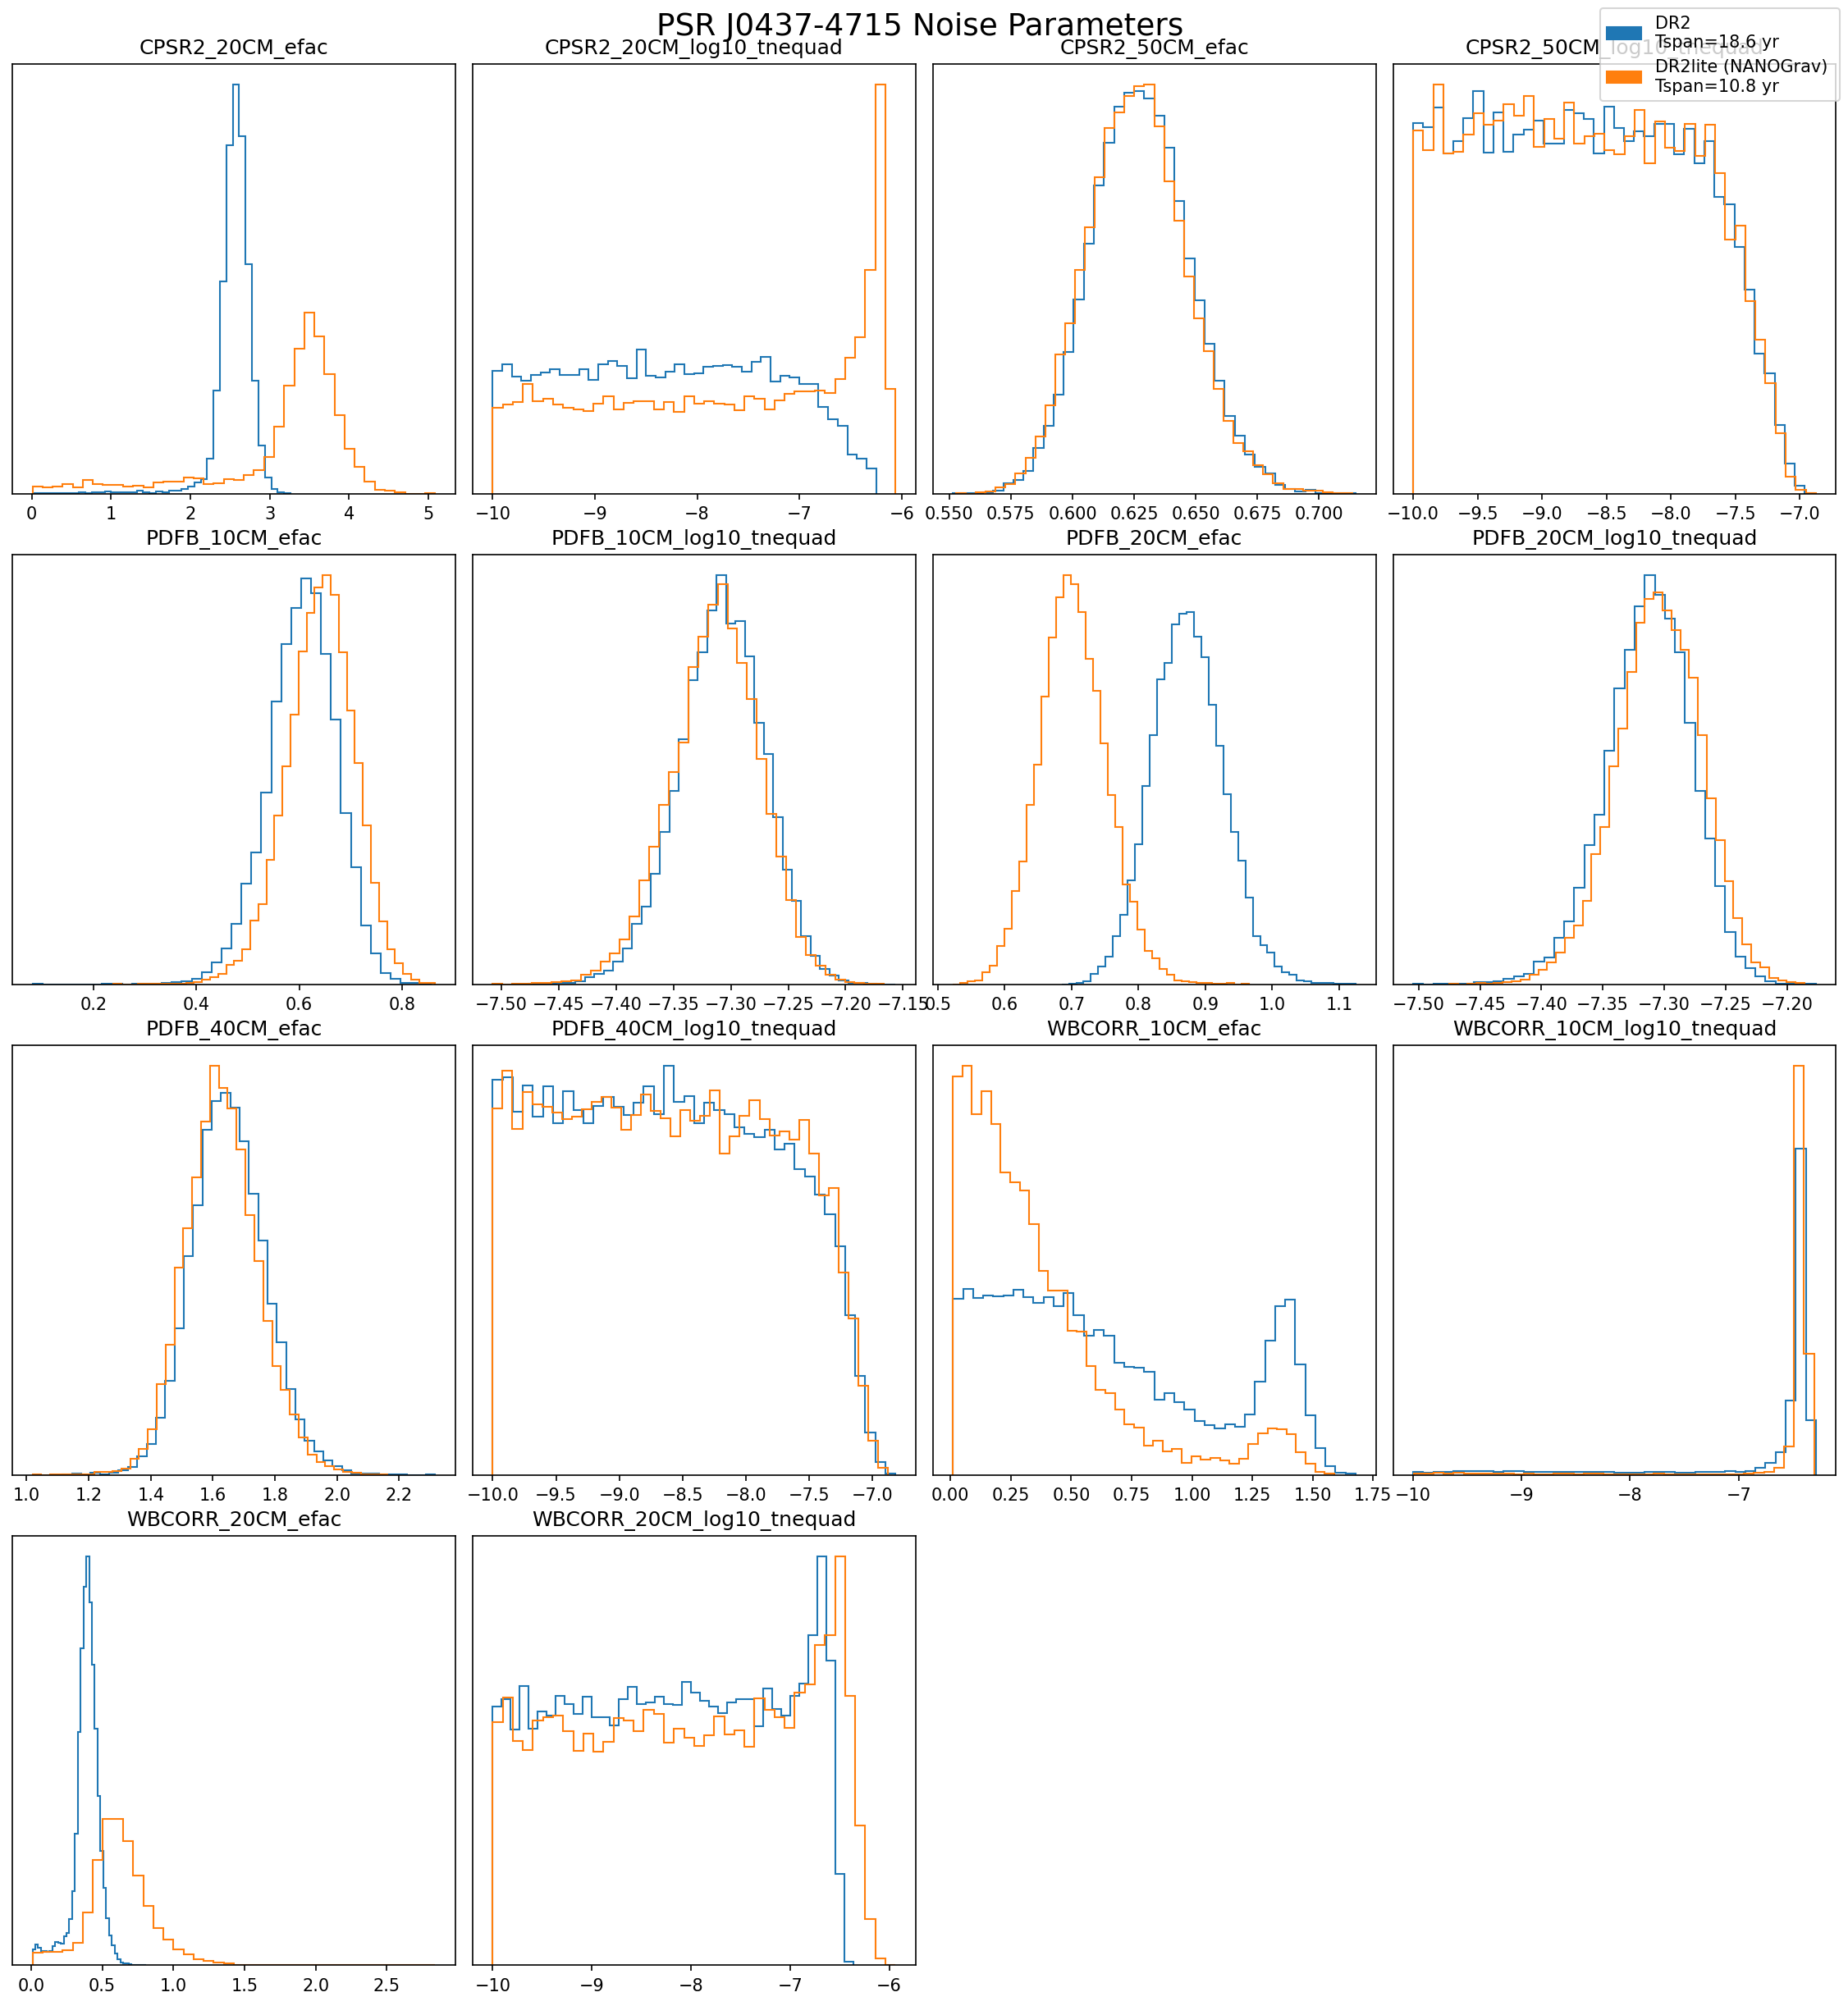 PSR J0437-4715 Noise Parameters
DR2
Tspan=18.6 yr
DR2lite (NANOGrav)
Tspan=10.8 yr
CPSR2_20CM_efac
CPSR2_20CM_log10_tnequad
CPSR2_50CM_efac
CPSR2_50CM_log10_tnequad
0 1 2 3 4 5
−10 −9 −8 −7 −6
0.550 0.575 0.600 0.625 0.650 0.675 0.700
−10.0 −9.5 −9.0 −8.5 −8.0 −7.5 −7.0
PDFB_10CM_efac
PDFB_10CM_log10_tnequad
PDFB_20CM_efac
PDFB_20CM_log10_tnequad
0.2 0.4 0.6 0.8
−7.50 −7.45 −7.40 −7.35 −7.30 −7.25 −7.20 −7.15
0.5 0.6 0.7 0.8 0.9 1.0 1.1
−7.50 −7.45 −7.40 −7.35 −7.30 −7.25 −7.20
PDFB_40CM_efac
PDFB_40CM_log10_tnequad
WBCORR_10CM_efac
WBCORR_10CM_log10_tnequad
1.0 1.2 1.4 1.6 1.8 2.0 2.2
−10.0 −9.5 −9.0 −8.5 −8.0 −7.5 −7.0
0.00 0.25 0.50 0.75 1.00 1.25 1.50 1.75
−10 −9 −8 −7
WBCORR_20CM_efac
WBCORR_20CM_log10_tnequad
0.0 0.5 1.0 1.5 2.0 2.5
−10 −9 −8 −7 −6